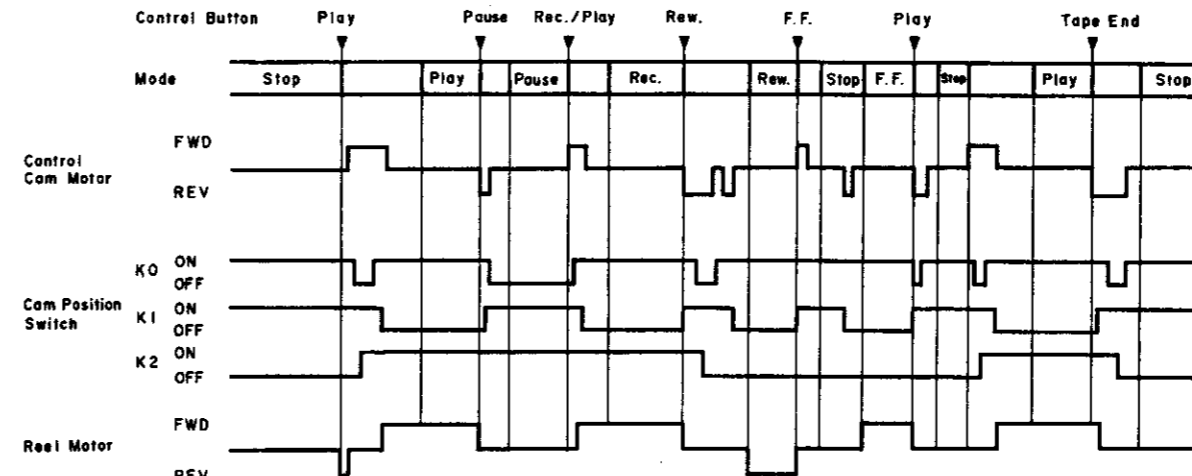 Control Button Play Pause Rec./Play Rew. F.F. Play Tape End
Mode Stop Play Pause Rec. Rew. Stop F.F. Stop Play Stop
FWD
Control
Cam Motor
REV
K0 ON
OFF
Cam Position
Switch
K1 ON
OFF
K2 ON
OFF
FWD
Reel Motor
REV